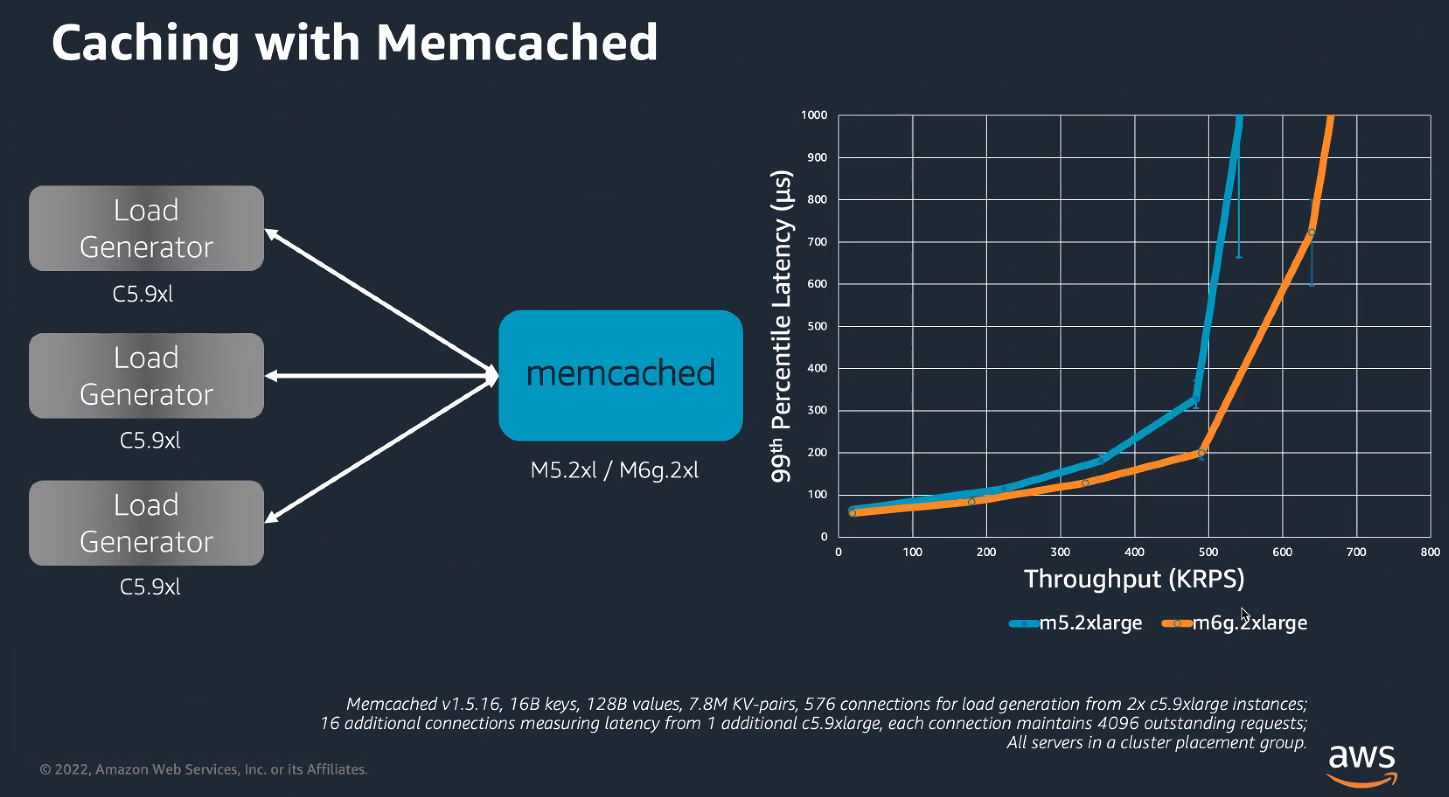 Caching with Memcached
Load
Generator
C5.9xl
Load
Generator
C5.9xl
Load
Generator
C5.9xl
memcached
M5.2xl / M6g.2xl
99th Percentile Latency (µs)
1000
900
800
700
600
500
400
300
200
100
0
0 100 200 300 400 500 600 700 800
Throughput (KRPS)
m5.2xlarge m6g.2xlarge
Memcached v1.5.16, 16B keys, 128B values, 7.8M KV-pairs, 576 connections for load generation from 2x c5.9xlarge instances;
16 additional connections measuring latency from 1 additional c5.9xlarge, each connection maintains 4096 outstanding requests;
All servers in a cluster placement group.
© 2022, Amazon Web Services, Inc. or its Affiliates.
aws